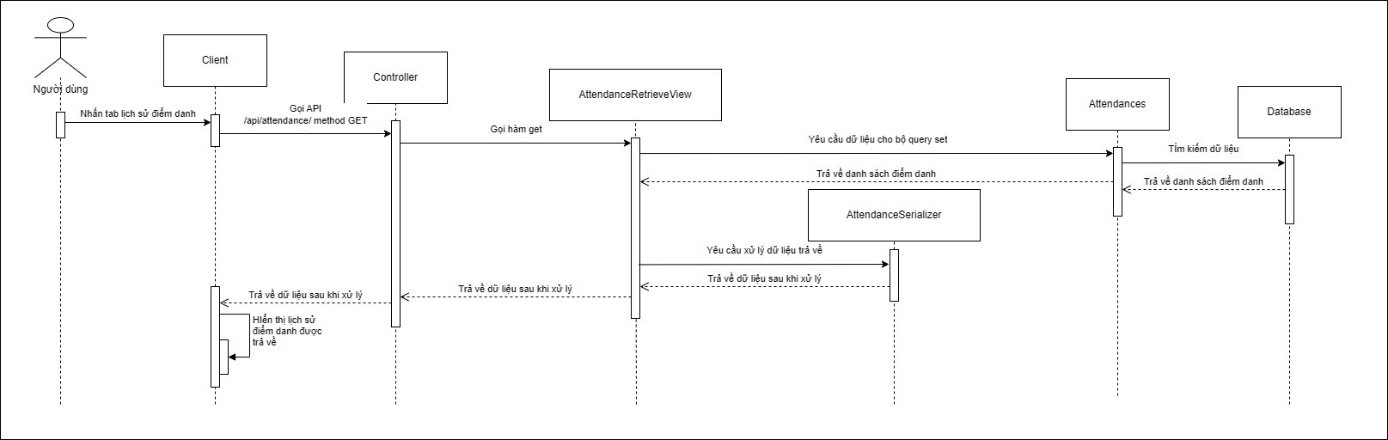 Người dùng
Client
Controller
AttendanceRetrieveView
Attendances
Database
Nhấn tab lịch sử điểm danh
Gọi API
/api/attendance/ method GET
Gọi hàm get
Yêu cầu dữ liệu cho bộ query set
Tìm kiếm dữ liệu
Trả về danh sách điểm danh
Trả về danh sách điểm danh
AttendanceSerializer
Yêu cầu xử lý dữ liệu trả về
Trả về dữ liệu sau khi xử lý
Trả về dữ liệu sau khi xử lý
Trả về dữ liệu sau khi xử lý
HIển thị lịch sử
điểm danh được
trả về